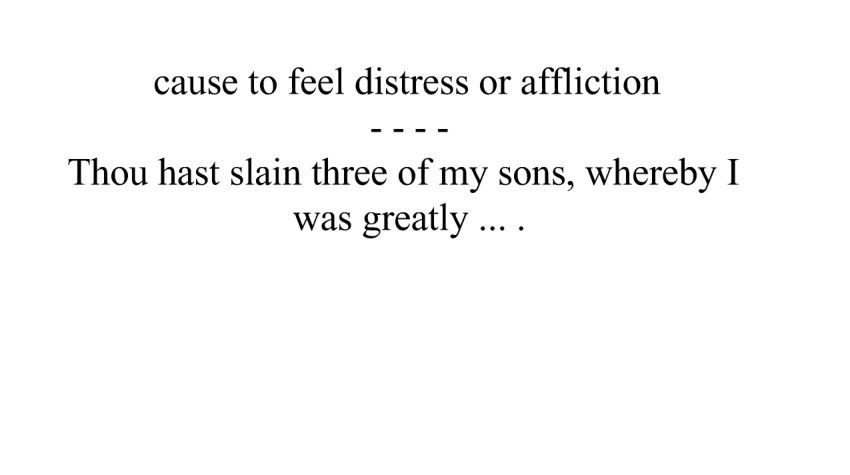 cause to feel distress or affliction
- - - -
Thou hast slain three of my sons, whereby I
was greatly ... .